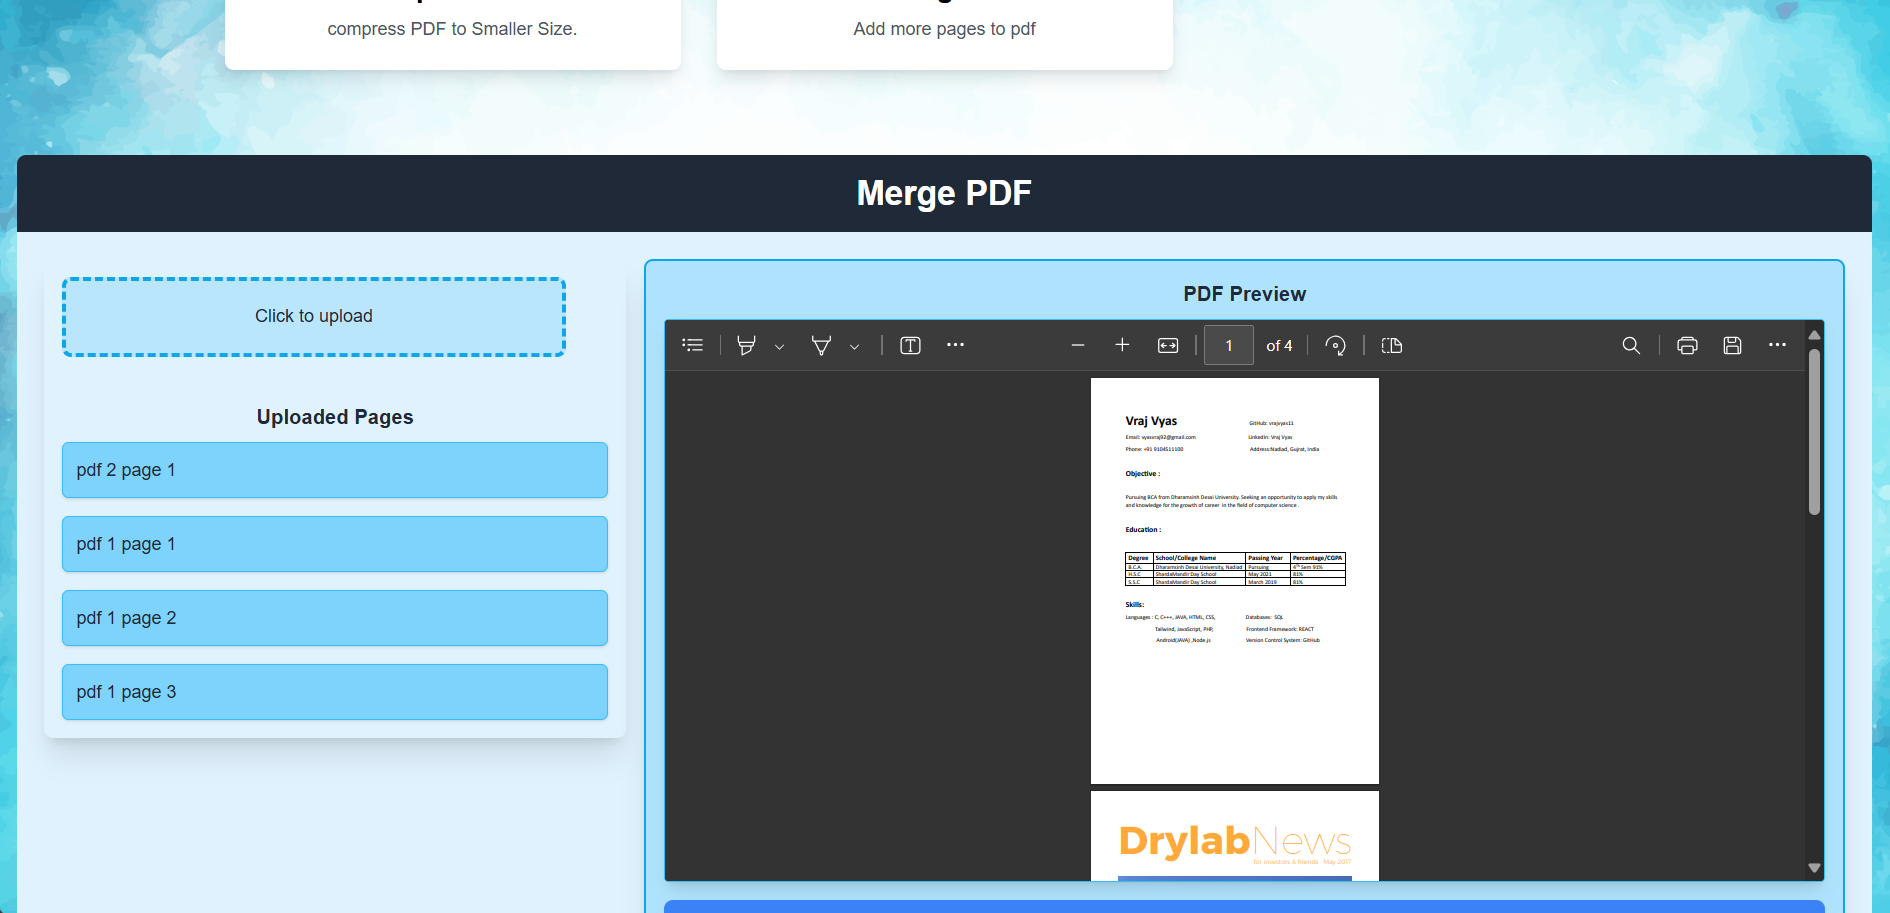 compress PDF to Smaller Size.
Add more pages to pdf
Merge PDF
Click to upload
Uploaded Pages
pdf 2 page 1
pdf 1 page 1
pdf 1 page 2
pdf 1 page 3
PDF Preview
1 of 4
Vraj Vyas
GitHub: vrajvyas11
Email: vyasvraj92@gmail.com
Linkedin: Vraj Vyas
Phone: +91 9104511100
Address:Nadiad, Gujrat, India
Objective :
Pursuing BCA from Dharamsinh Desai University. Seeking an opportunity to apply my skills
and knowledge for the growth of career in the field of computer science .
Education :
Degree School/College Name Passing Year Percentage/CGPA
B.C.A. Dharamsinh Desai University, Nadiad Pursuing 4th Sem 91%
H.S.C ShardaMandir Day School May 2021 81%
S.S.C ShardaMandir Day School March 2019 81%
Skills:
Languages : C, C+++, JAVA, HTML, CSS, Databases: SQL
Tailwind, JavaScript, PHP, Frontend Framework: REACT
Android(JAVA) ,Node.js Version Control System: GitHub
DrylabNews
for investors & friends · May 2017